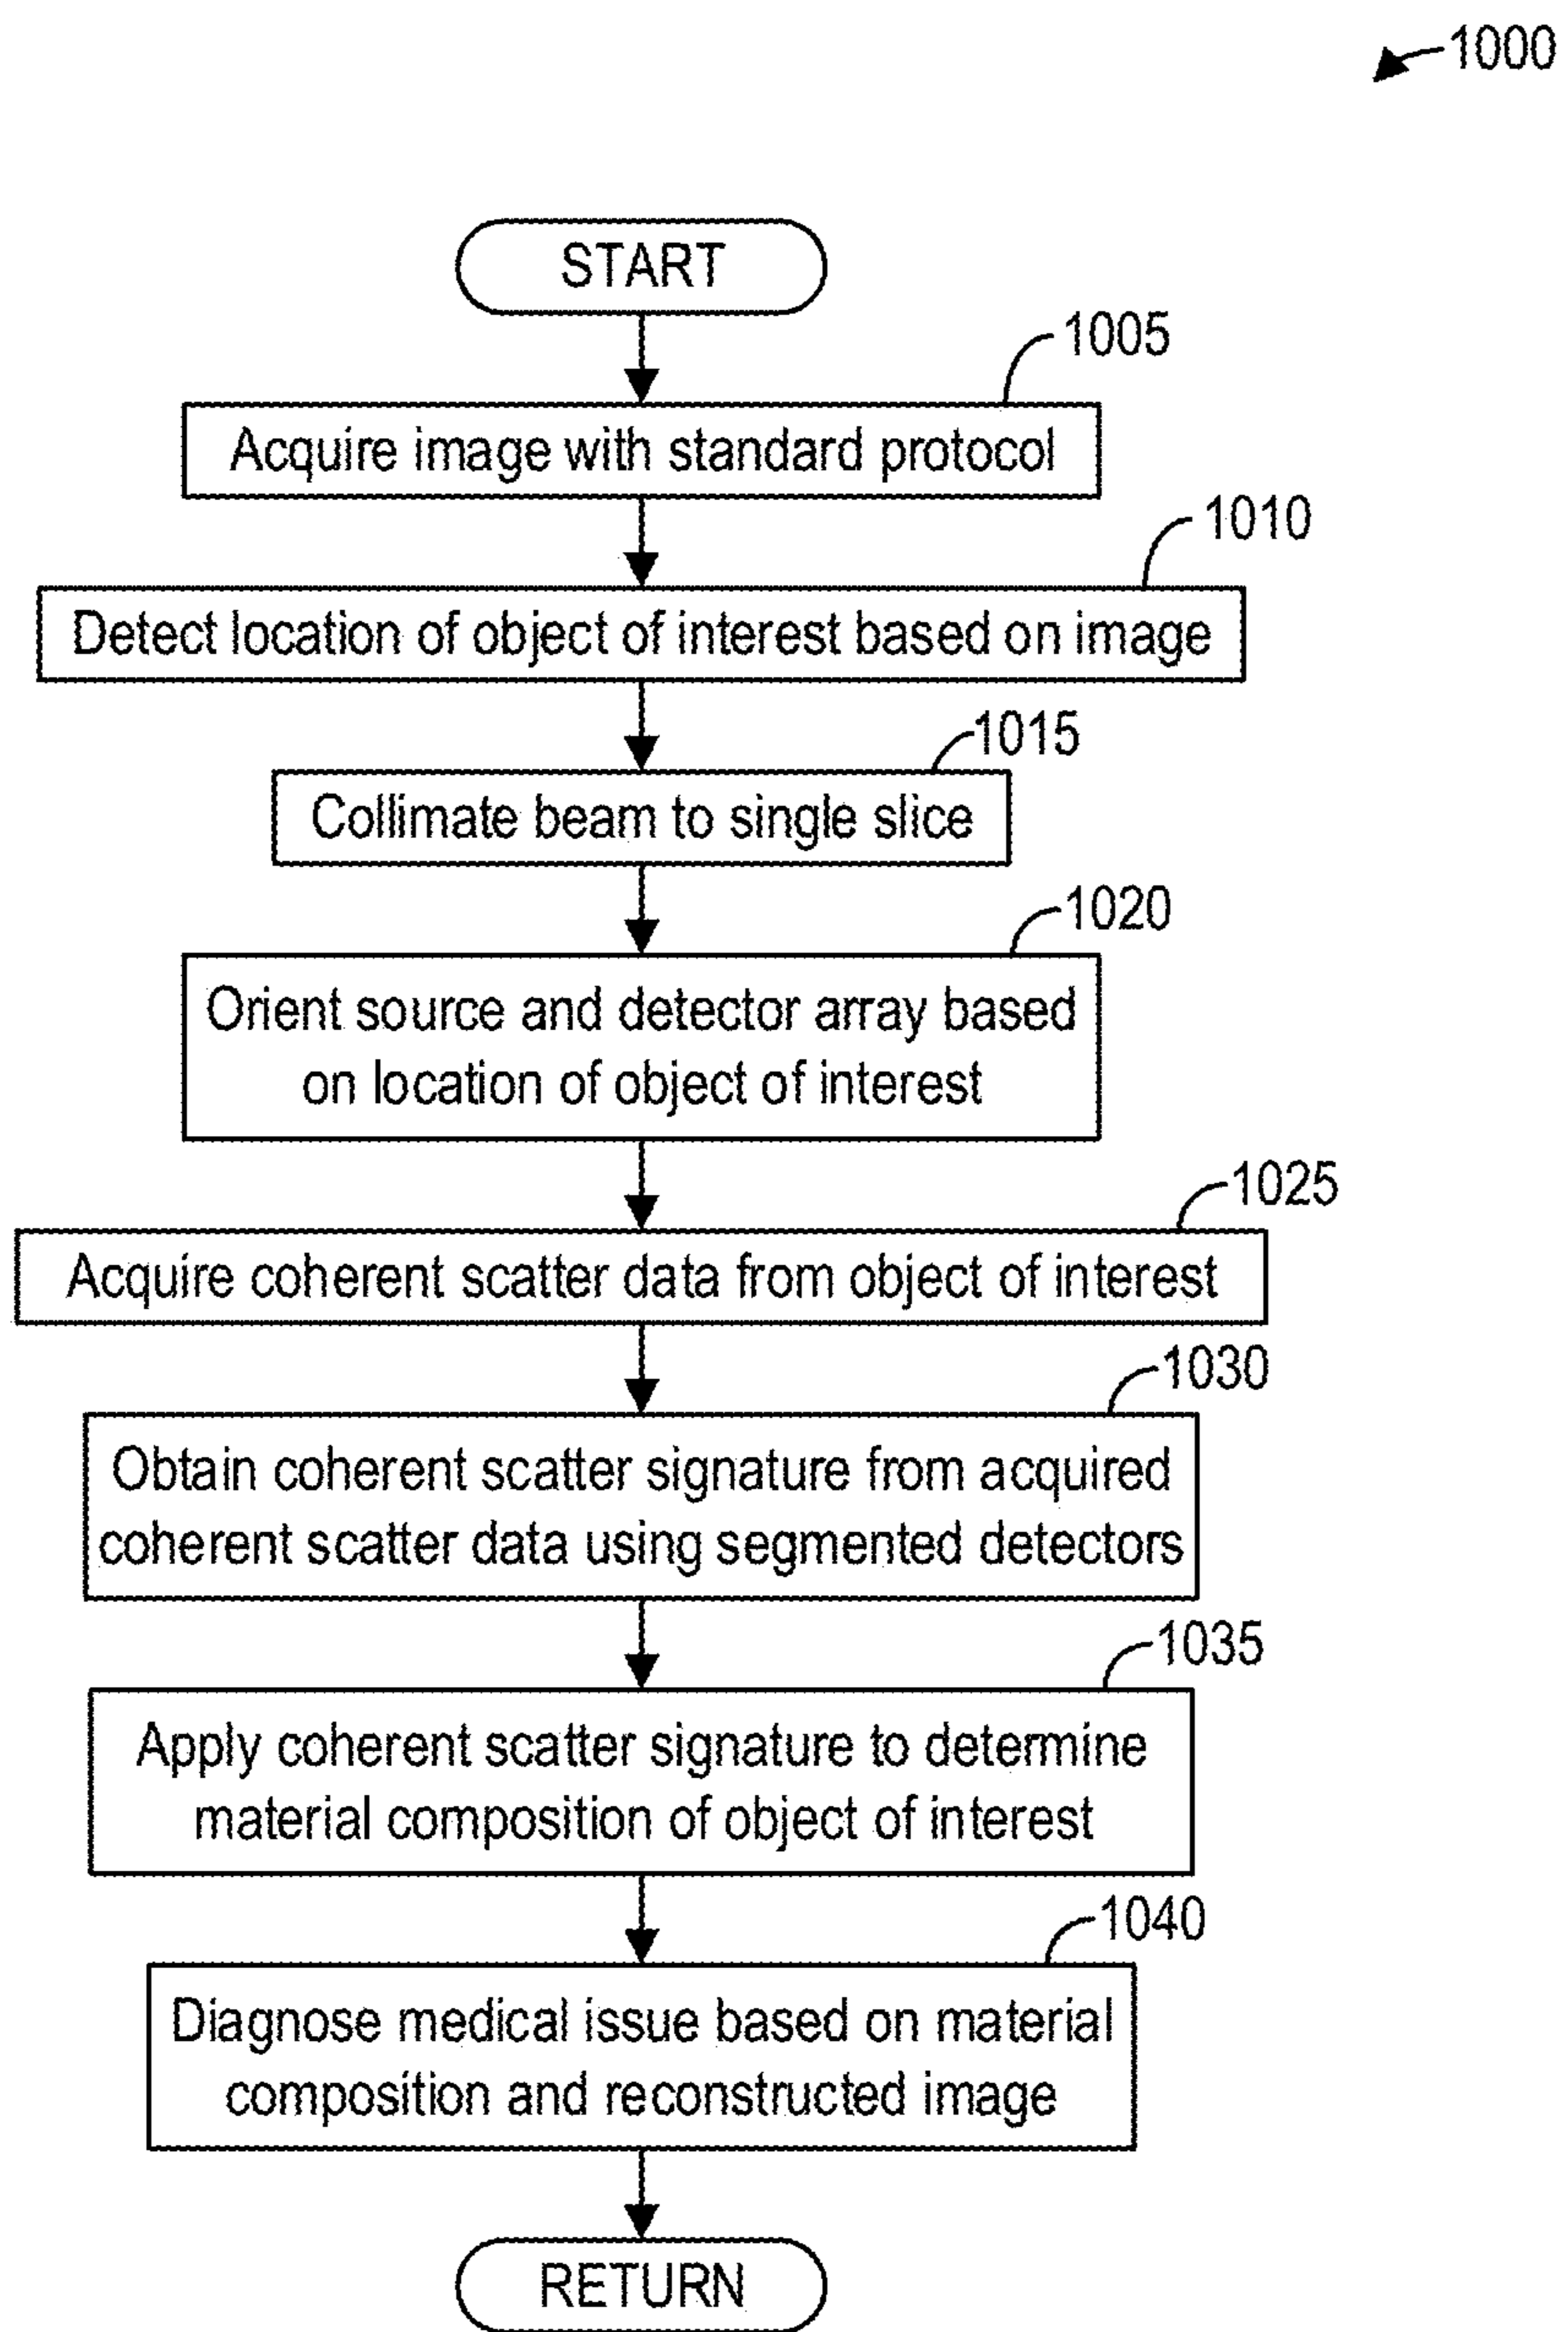 1000
START
1005
Acquire image with standard protocol
1010
Detect location of object of interest based on image
1015
Collimate beam to single slice
1020
Orient source and detector array based
on location of object of interest
1025
Acquire coherent scatter data from object of interest
1030
Obtain coherent scatter signature from acquired
coherent scatter data using segmented detectors
1035
Apply coherent scatter signature to determine
material composition of object of interest
1040
Diagnose medical issue based on material
composition and reconstructed image
RETURN